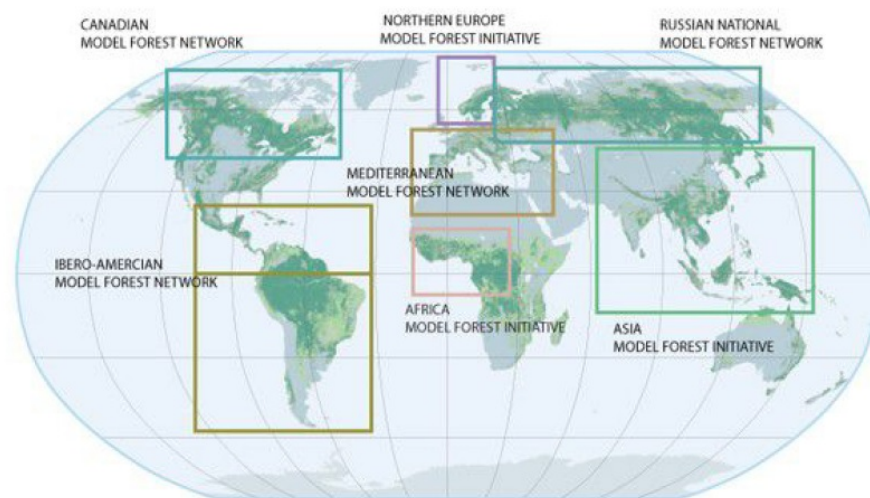 CANADIAN
MODEL FOREST NETWORK
NORTHERN EUROPE
MODEL FOREST INITIATIVE
RUSSIAN NATIONAL
MODEL FOREST NETWORK
MEDITERRANEAN
MODEL FOREST NETWORK
IBERO-AMERCIAN
MODEL FOREST NETWORK
AFRICA
MODEL FOREST INITIATIVE
ASIA
MODEL FOREST INITIATIVE